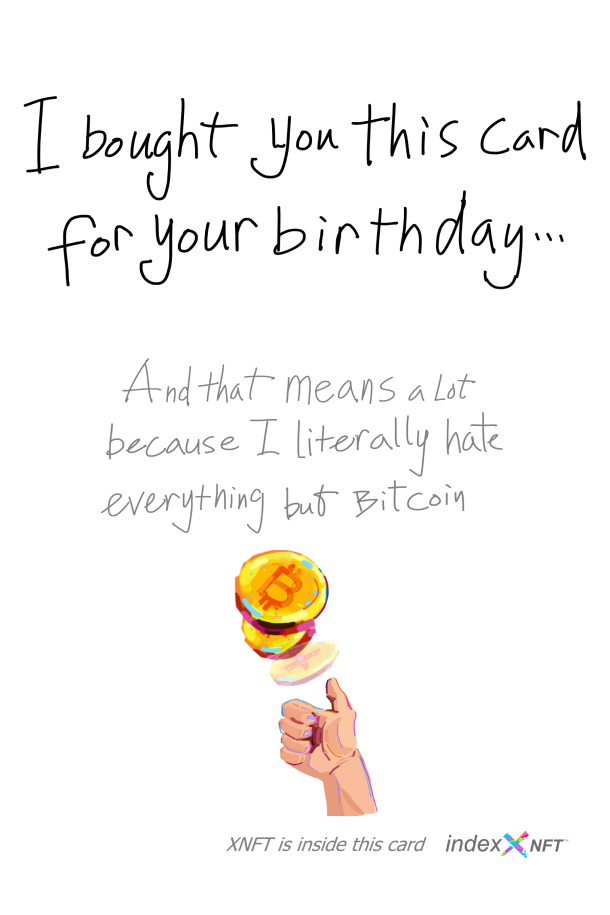 I bought you this card
for your birthday...
And that means a Lot
because I literally hate
everything but Bitcoin
XNFT is inside this card indexXNFT™